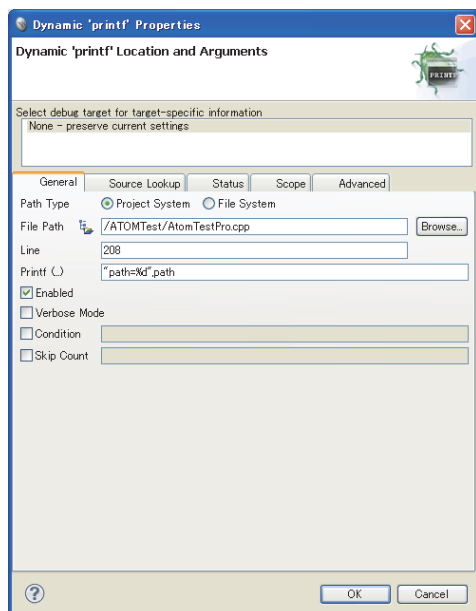 Dynamic 'printf' Properties
Dynamic 'printf' Location and Arguments
PRINTF
Select debug target for target-specific information
None - preserve current settings
General Source Lookup Status Scope Advanced
Path Type Project System File System
File Path /ATOMTest/AtomTestPro.cpp Browse...
Line 208
Printf (...) "path=%d",path
Enabled
Verbose Mode
Condition
Skip Count
? OK Cancel